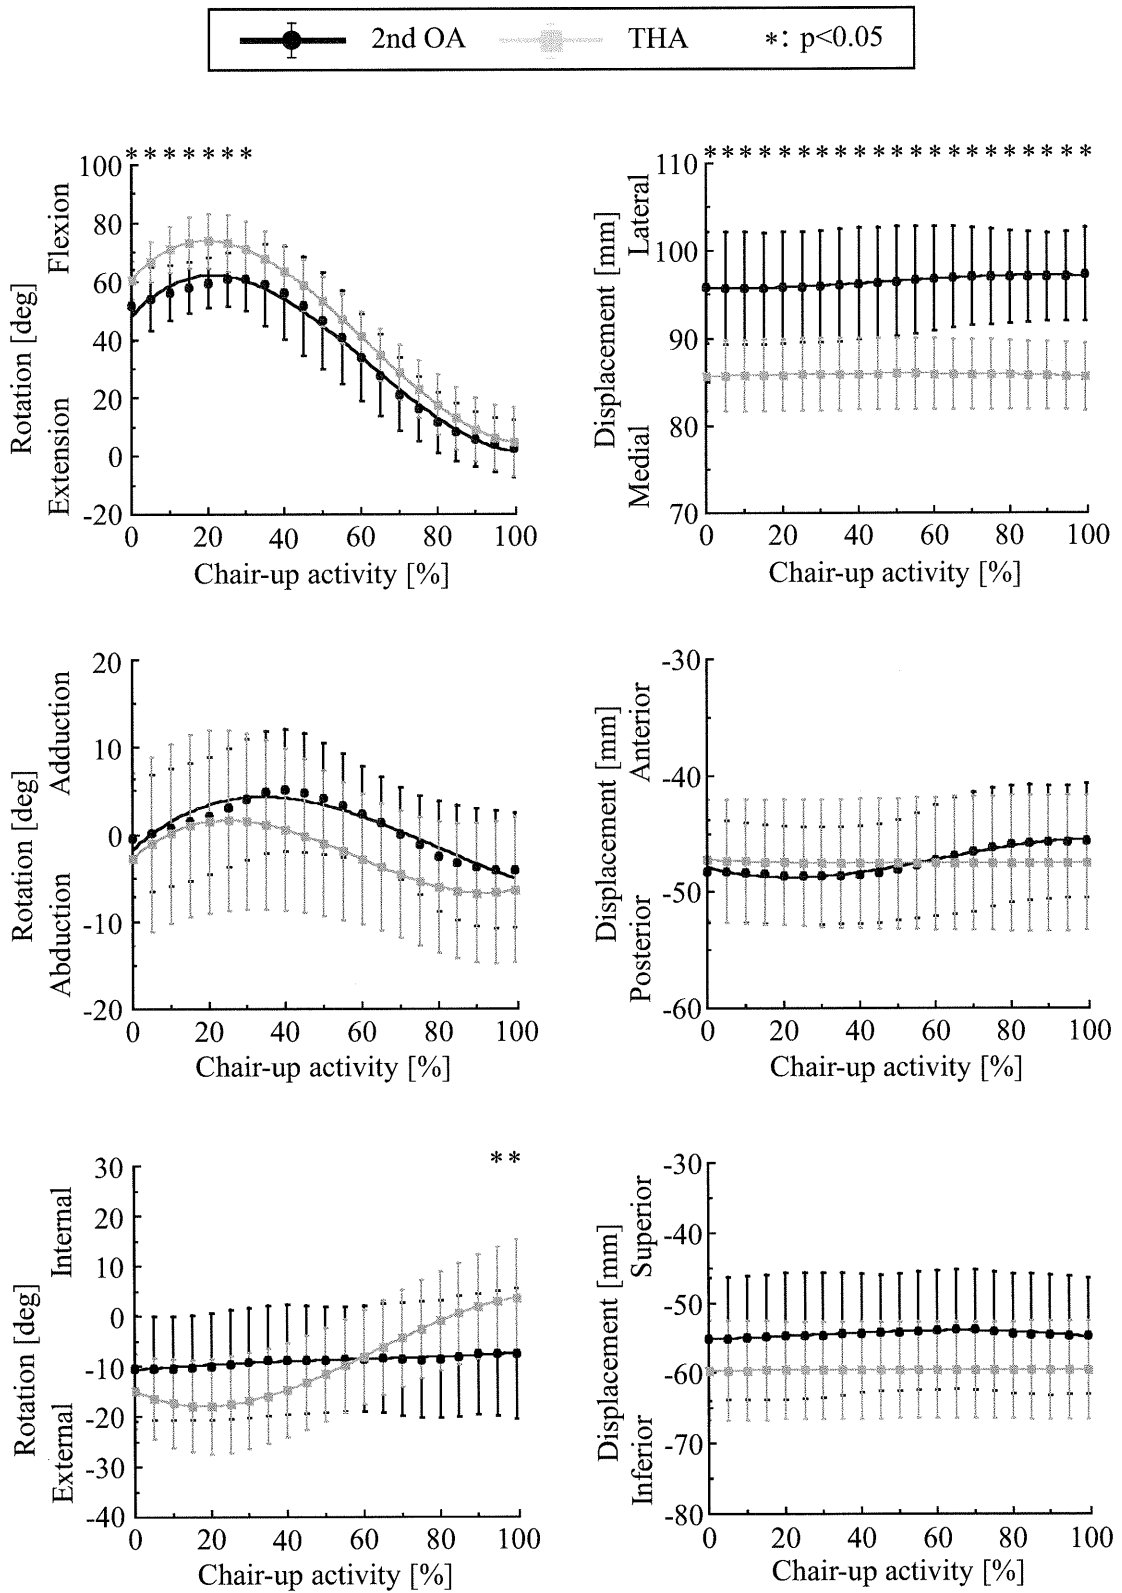 2nd OA THA *: p<0.05
* * * * * * *
100
80
60
40
20
0
-20
Rotation [deg]
Extension Flexion
0 20 40 60 80 100
Chair-up activity [%]
* * * * * * * * * * * * * * * * * * * * *
110
100
90
80
70
Displacement [mm]
Medial Lateral
0 20 40 60 80 100
Chair-up activity [%]
20
10
0
-10
-20
Rotation [deg]
Abduction Adduction
0 20 40 60 80 100
Chair-up activity [%]
-30
-40
-50
-60
Displacement [mm]
Posterior Anterior
0 20 40 60 80 100
Chair-up activity [%]
* *
30
20
10
0
-10
-20
-30
-40
Rotation [deg]
External Internal
0 20 40 60 80 100
Chair-up activity [%]
-30
-40
-50
-60
-70
-80
Displacement [mm]
Inferior Superior
0 20 40 60 80 100
Chair-up activity [%]